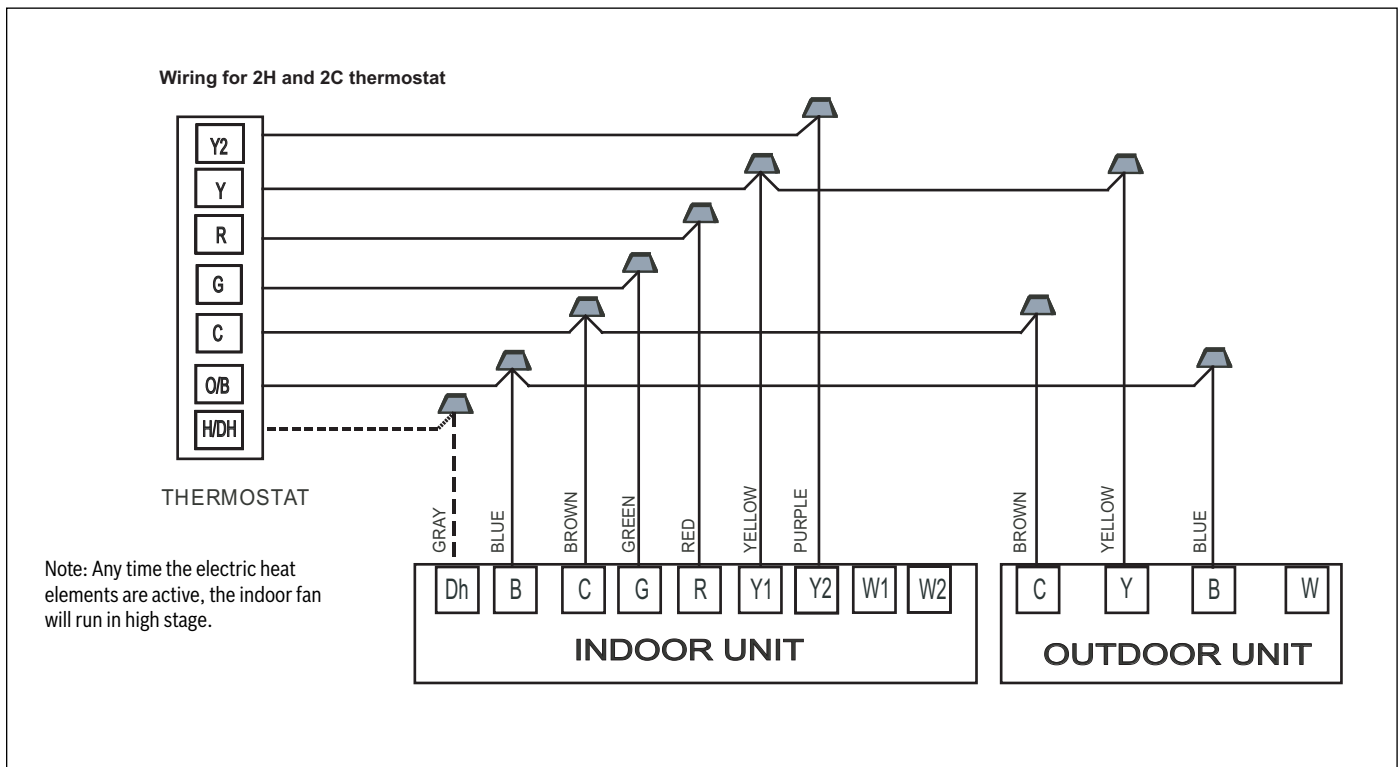 Wiring for 2H and 2C thermostat
Y2
Y
R
G
C
O/B
H/DH
THERMOSTAT
Note: Any time the electric heat
elements are active, the indoor fan
will run in high stage.
GRAY
BLUE
BROWN
GREEN
RED
YELLOW
PURPLE
BROWN
YELLOW
BLUE
Dh B C G R Y1 Y2 W1 W2
INDOOR UNIT
C Y B W
OUTDOOR UNIT